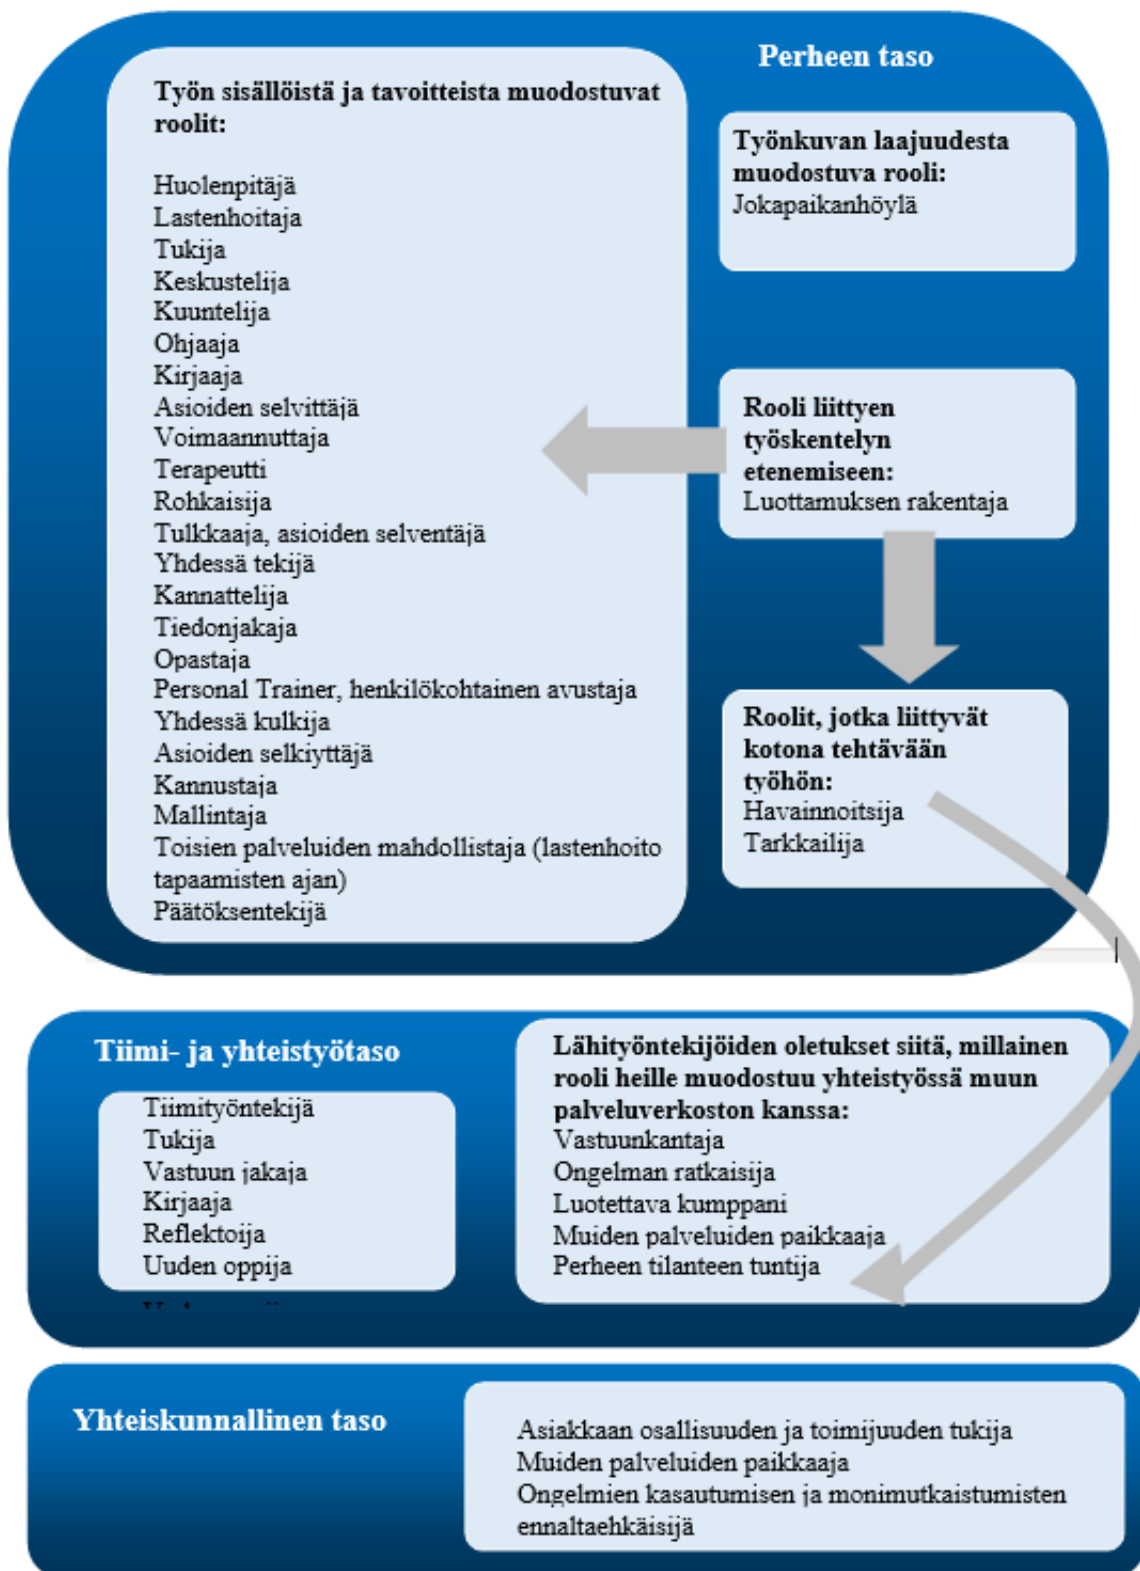 Perheen taso
Työn sisällöistä ja tavoitteista muodostuvat
roolit:
Huolenpitäjä
Lastenhoitaja
Tukija
Keskustelija
Kuuntelija
Ohjaaja
Kirjaaja
Asioiden selvittäjä
Voimaannuttaja
Terapeutti
Rohkaisija
Tulkkaaja, asioiden selventäjä
Yhdessä tekijä
Kannattelija
Tiedonjakaja
Opastaja
Personal Trainer, henkilökohtainen avustaja
Yhdessä kulkija
Asioiden selkiyttäjä
Kannustaja
Mallintaja
Toisien palveluiden mahdollistaja (lastenhoito
tapaamisten ajan)
Päätöksentekijä
Työnkuvan laajuudesta
muodostuva rooli:
Jokapaikanhöylä
Rooli liittyen
työskentelyn
etenemiseen:
Luottamuksen rakentaja
Roolit, jotka liittyvät
kotona tehtävään
työhön:
Havainnoitsija
Tarkkailija
Tiimi- ja yhteistyötaso
Tiimityöntekijä
Tukija
Vastuun jakaja
Kirjaaja
Reflektoija
Uuden oppija
Lähityöntekijöiden oletukset siitä, millainen
rooli heille muodostuu yhteistyössä muun
palveluverkoston kanssa:
Vastuunkantaja
Ongelman ratkaisija
Luotettava kumppani
Muiden palveluiden paikkaaja
Perheen tilanteen tuntija
Yhteiskunnallinen taso
Asiakkaan osallisuuden ja toimijuuden tukija
Muiden palveluiden paikkaaja
Ongelmien kasautumisen ja monimutkaistumisten
ennaltaehkäisijä